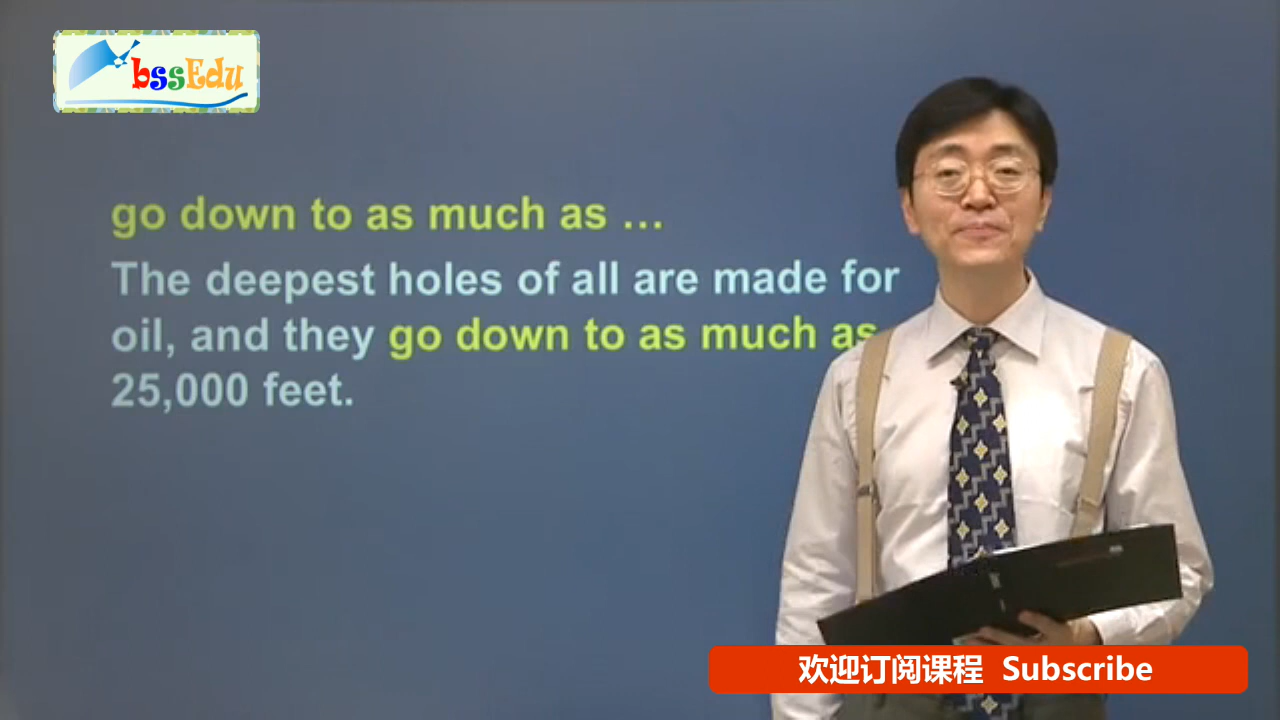 bssEdu
go down to as much as …
The deepest holes of all are made for
oil, and they go down to as much as
25,000 feet.
欢迎订阅课程 Subscribe